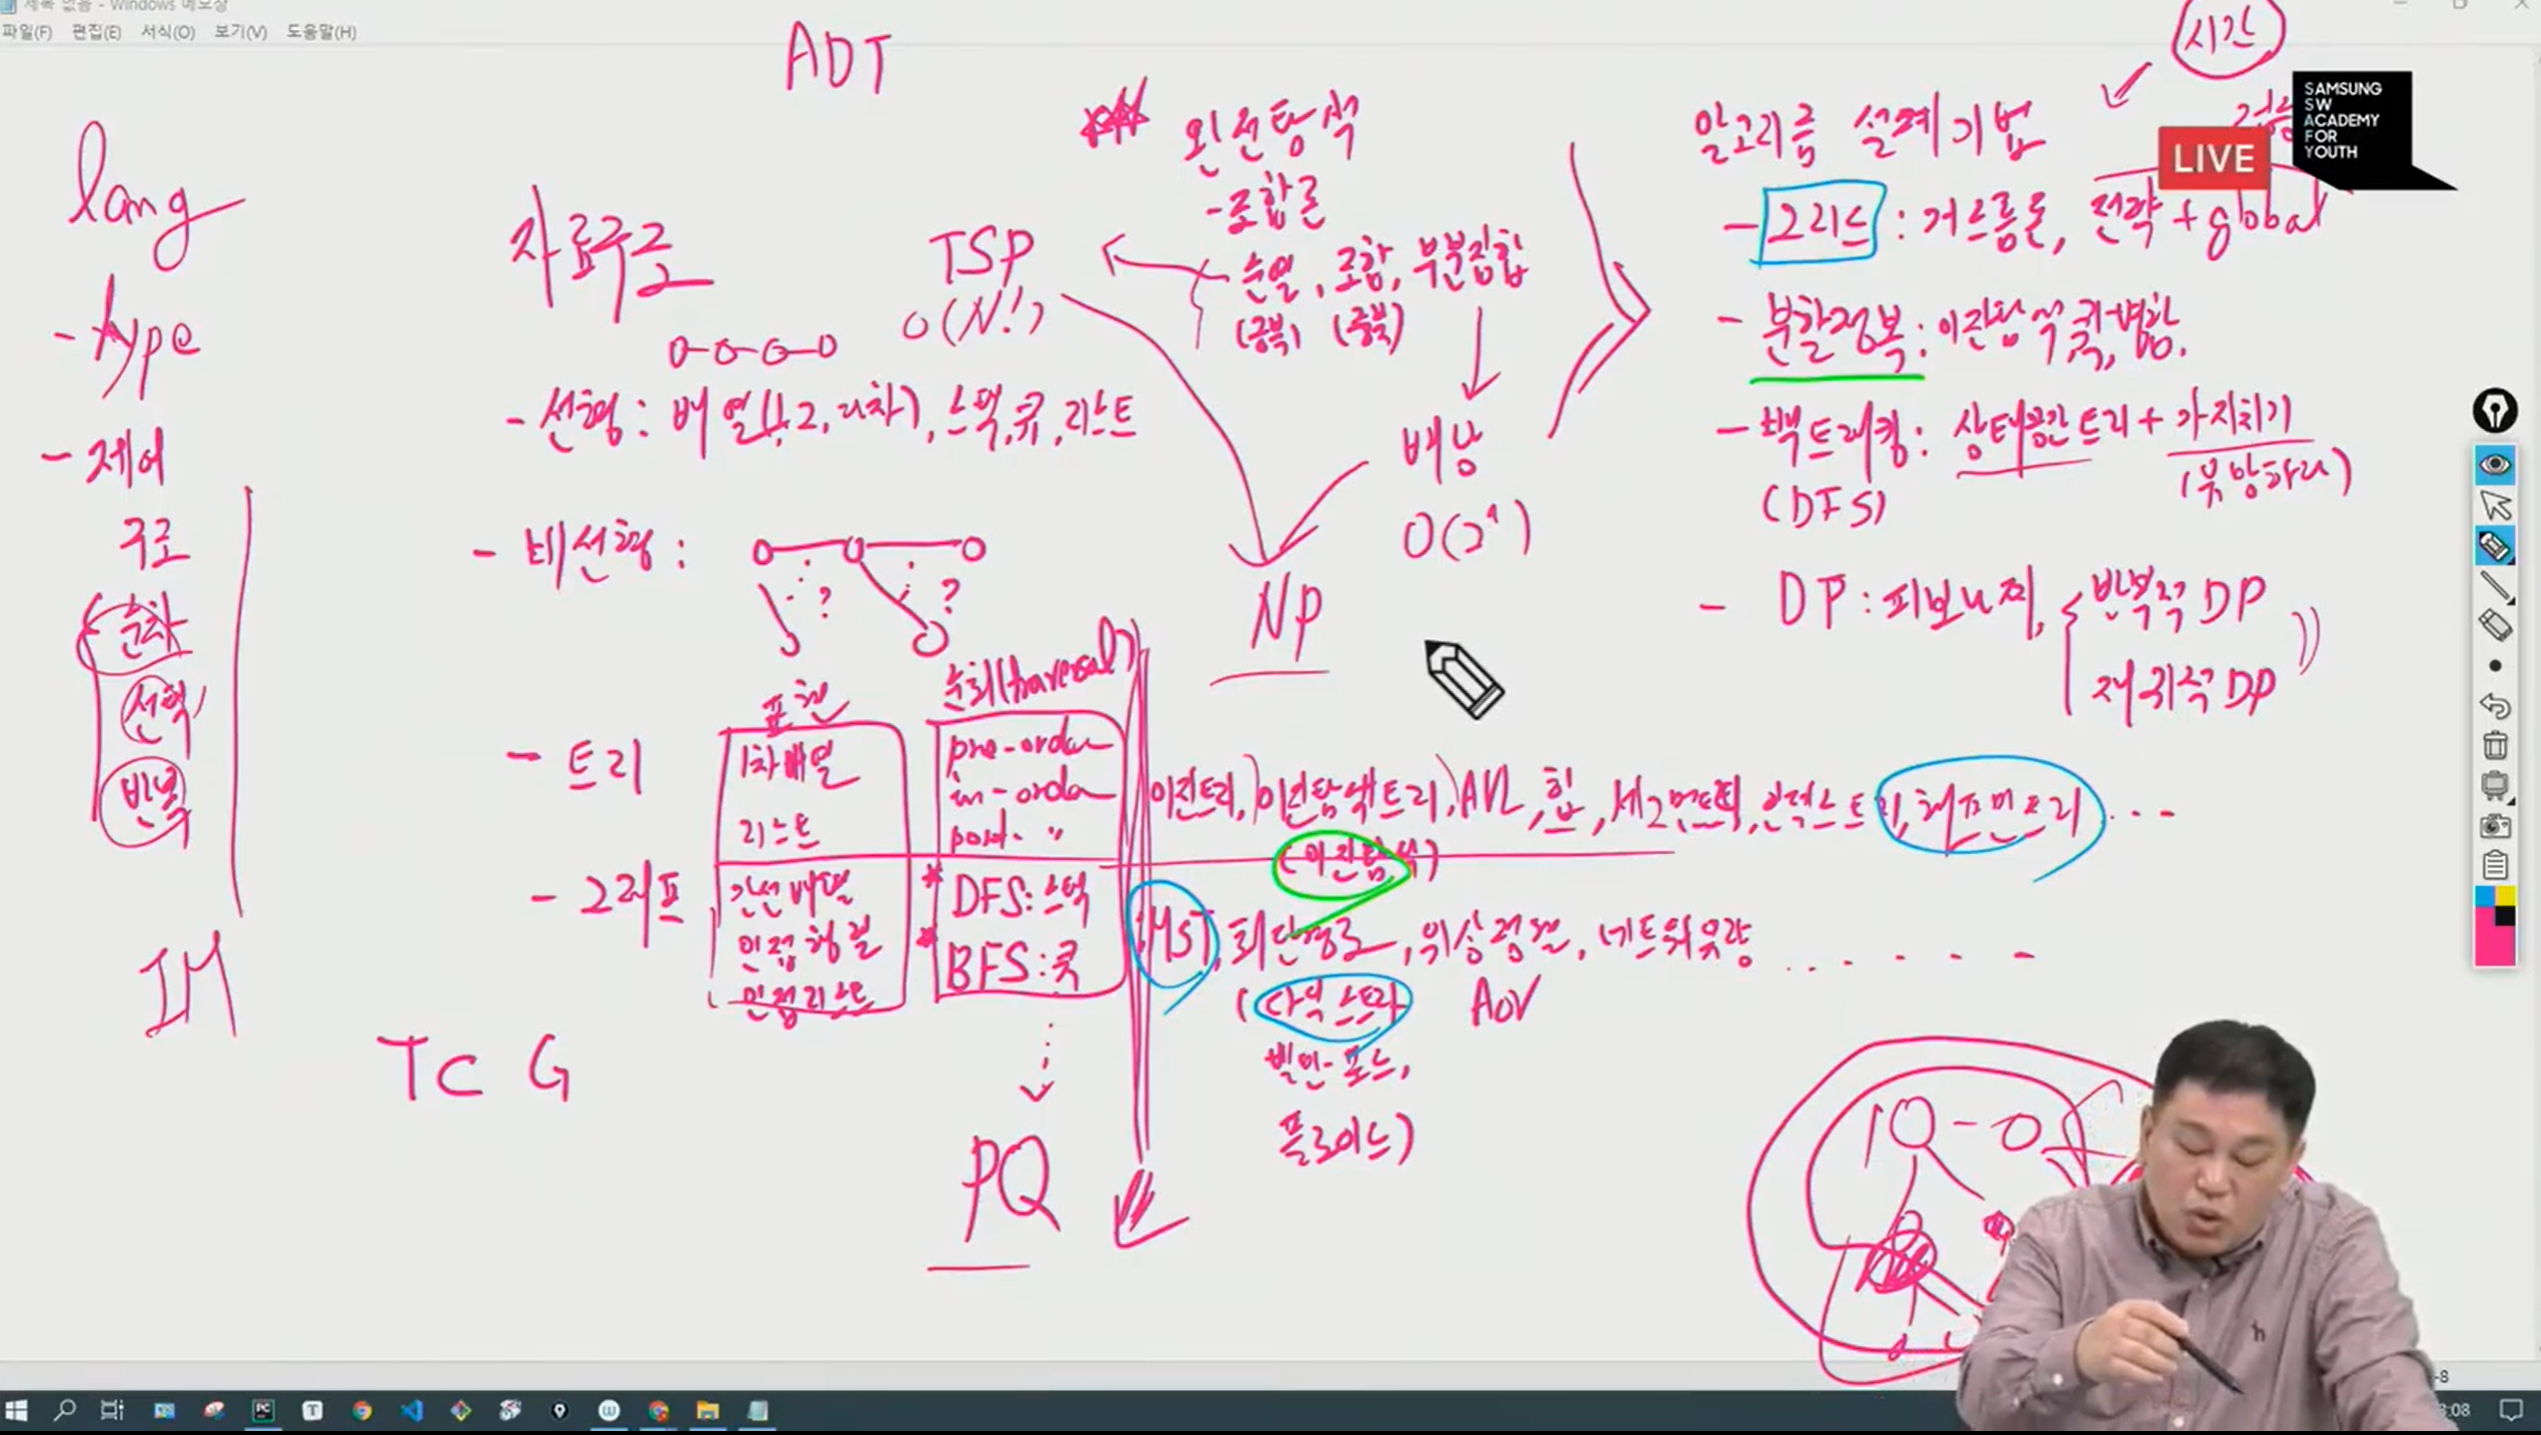 제목 없음 - Windows 메모장
파일(F) 편집(E) 서식(O) 보기(V) 도움말(H)
ADT
시간
SAMSUNG
SW
ACADEMY
FOR
YOUTH
LIVE
lang
- type
- 제어
구조
순차
선택
반복
IM
자료구조
- 선형 : 배열(1,2,다차), 스택, 큐, 리스트
- 비선형 :
? ?
TSP
O(N!)
완전탐색
- 조합론
순열, 조합, 부분집합
(중복) (중복)
배낭
O(2ⁿ)
NP
알고리즘 설계기법
- 그리디 : 거스름돈, 전략 + global
- 분할정복 : 이진탐색, 퀵, 병합.
- 백트래킹 : 상태공간트리 + 가지치기
(DFS) (유망하다)
- DP : 피보나찌, 반복적 DP
재귀적 DP
표현 순회(traversal)
- 트리
1차배열
리스트
pre-order
in-order
post- "
이진트리, 이진탐색트리, AVL, 힙, 세그먼트, 인덱스트리, 허프먼트리 ...
(이진탐색)
- 그래프
간선배열
인접행렬
인접리스트
* DFS : 스택
* BFS : 큐
MST, 최단경로, 위상정렬, 네트워유량 . . . . .
(다익스트라 AOV
벨만-포드,
플로이드)
PQ
TC G